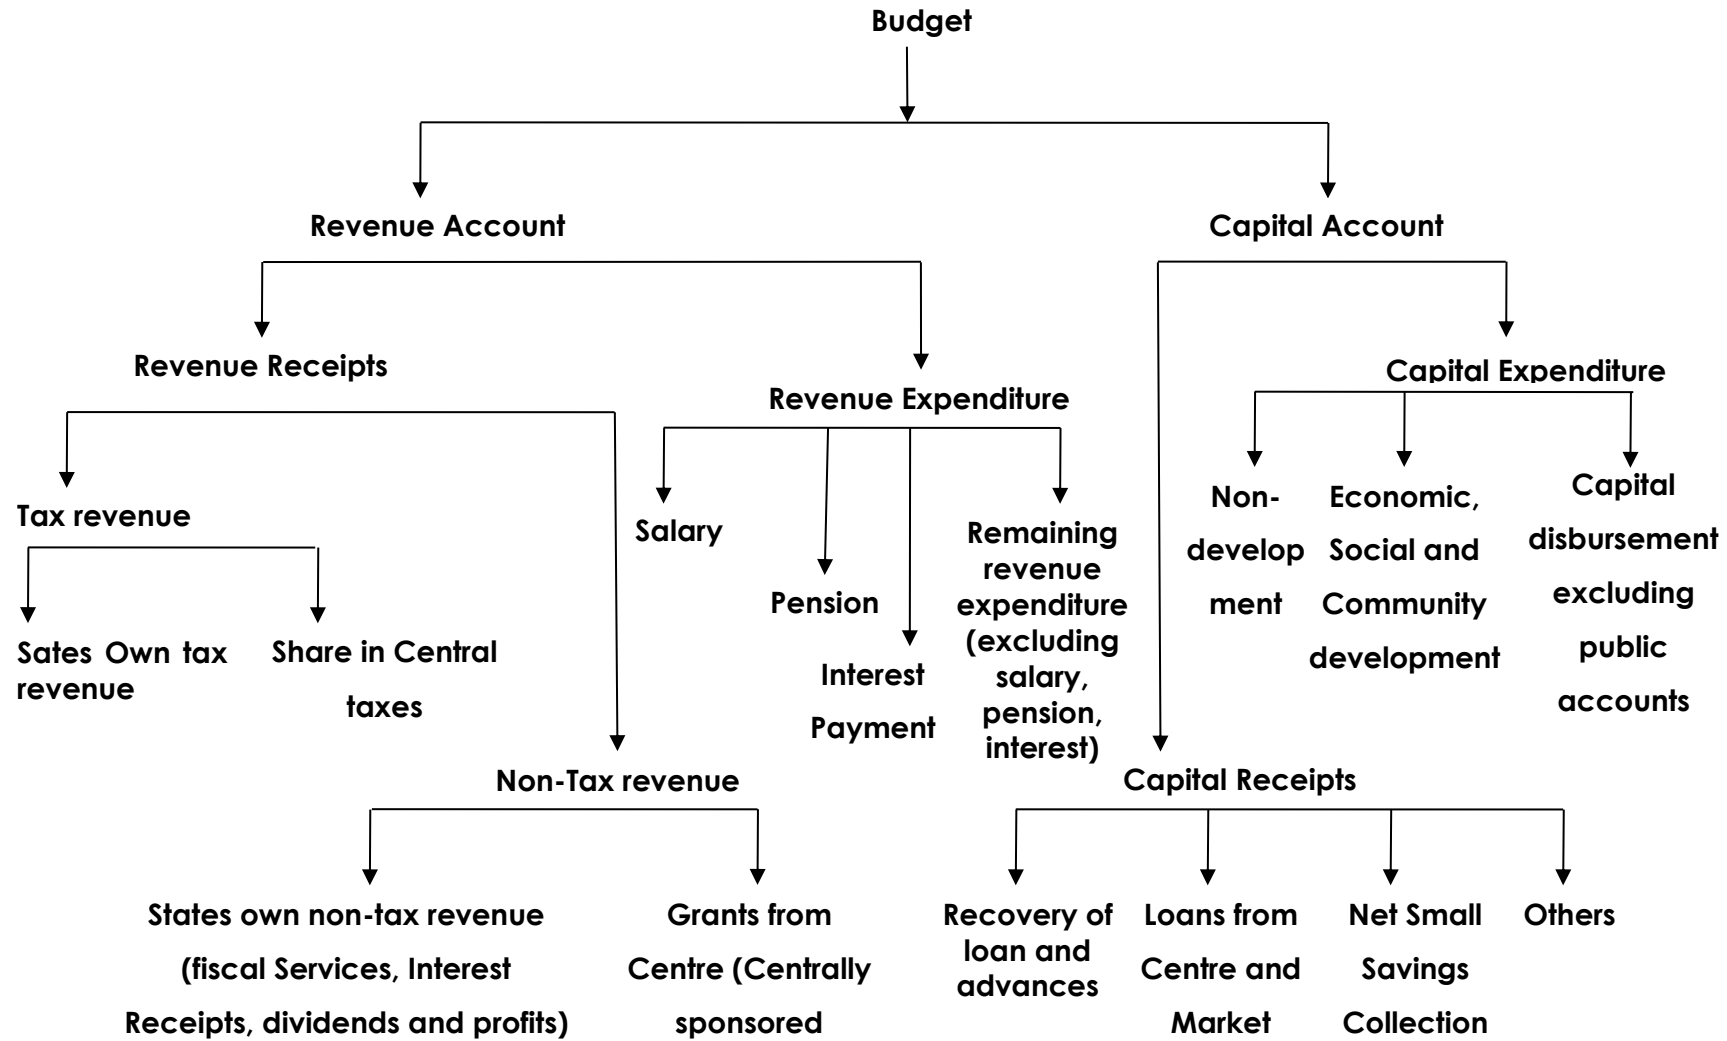 Budget
Revenue Account
Capital Account
Revenue Receipts
Capital Expenditure
Revenue Expenditure
Tax revenue
Sates Own tax
revenue
Share in Central
taxes
Salary
Pension
Interest
Payment
Remaining
revenue
expenditure
(excluding
salary,
pension,
interest)
Non-
develop
ment
Economic,
Social and
Community
development
Capital
disbursement
excluding
public
accounts
Non-Tax revenue
Capital Receipts
States own non-tax revenue
(fiscal Services, Interest
Receipts, dividends and profits)
Grants from
Centre (Centrally
sponsored
Recovery of
loan and
advances
Loans from
Centre and
Market
Net Small
Savings
Collection
Others